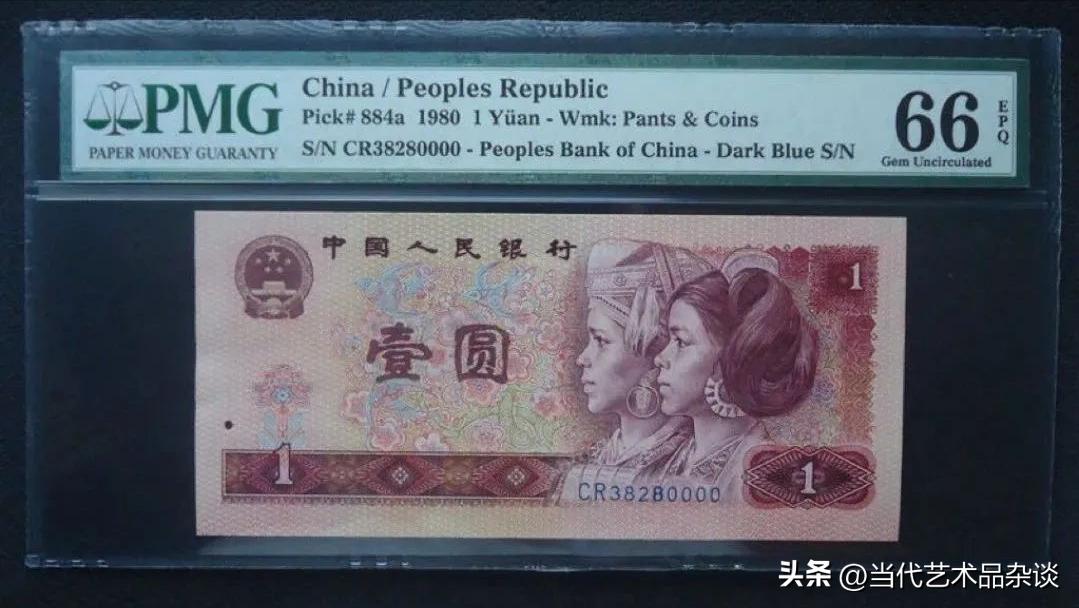 PMG
PAPER MONEY GUARANTY
China / Peoples Republic
Pick# 884a 1980 1 Yüan - Wmk: Pants & Coins
S/N CR38280000 - Peoples Bank of China - Dark Blue S/N
66
EPQ
Gem Uncirculated
中国人民银行
1
壹圆
1
CR38280000
1
头条 @当代艺术品杂谈